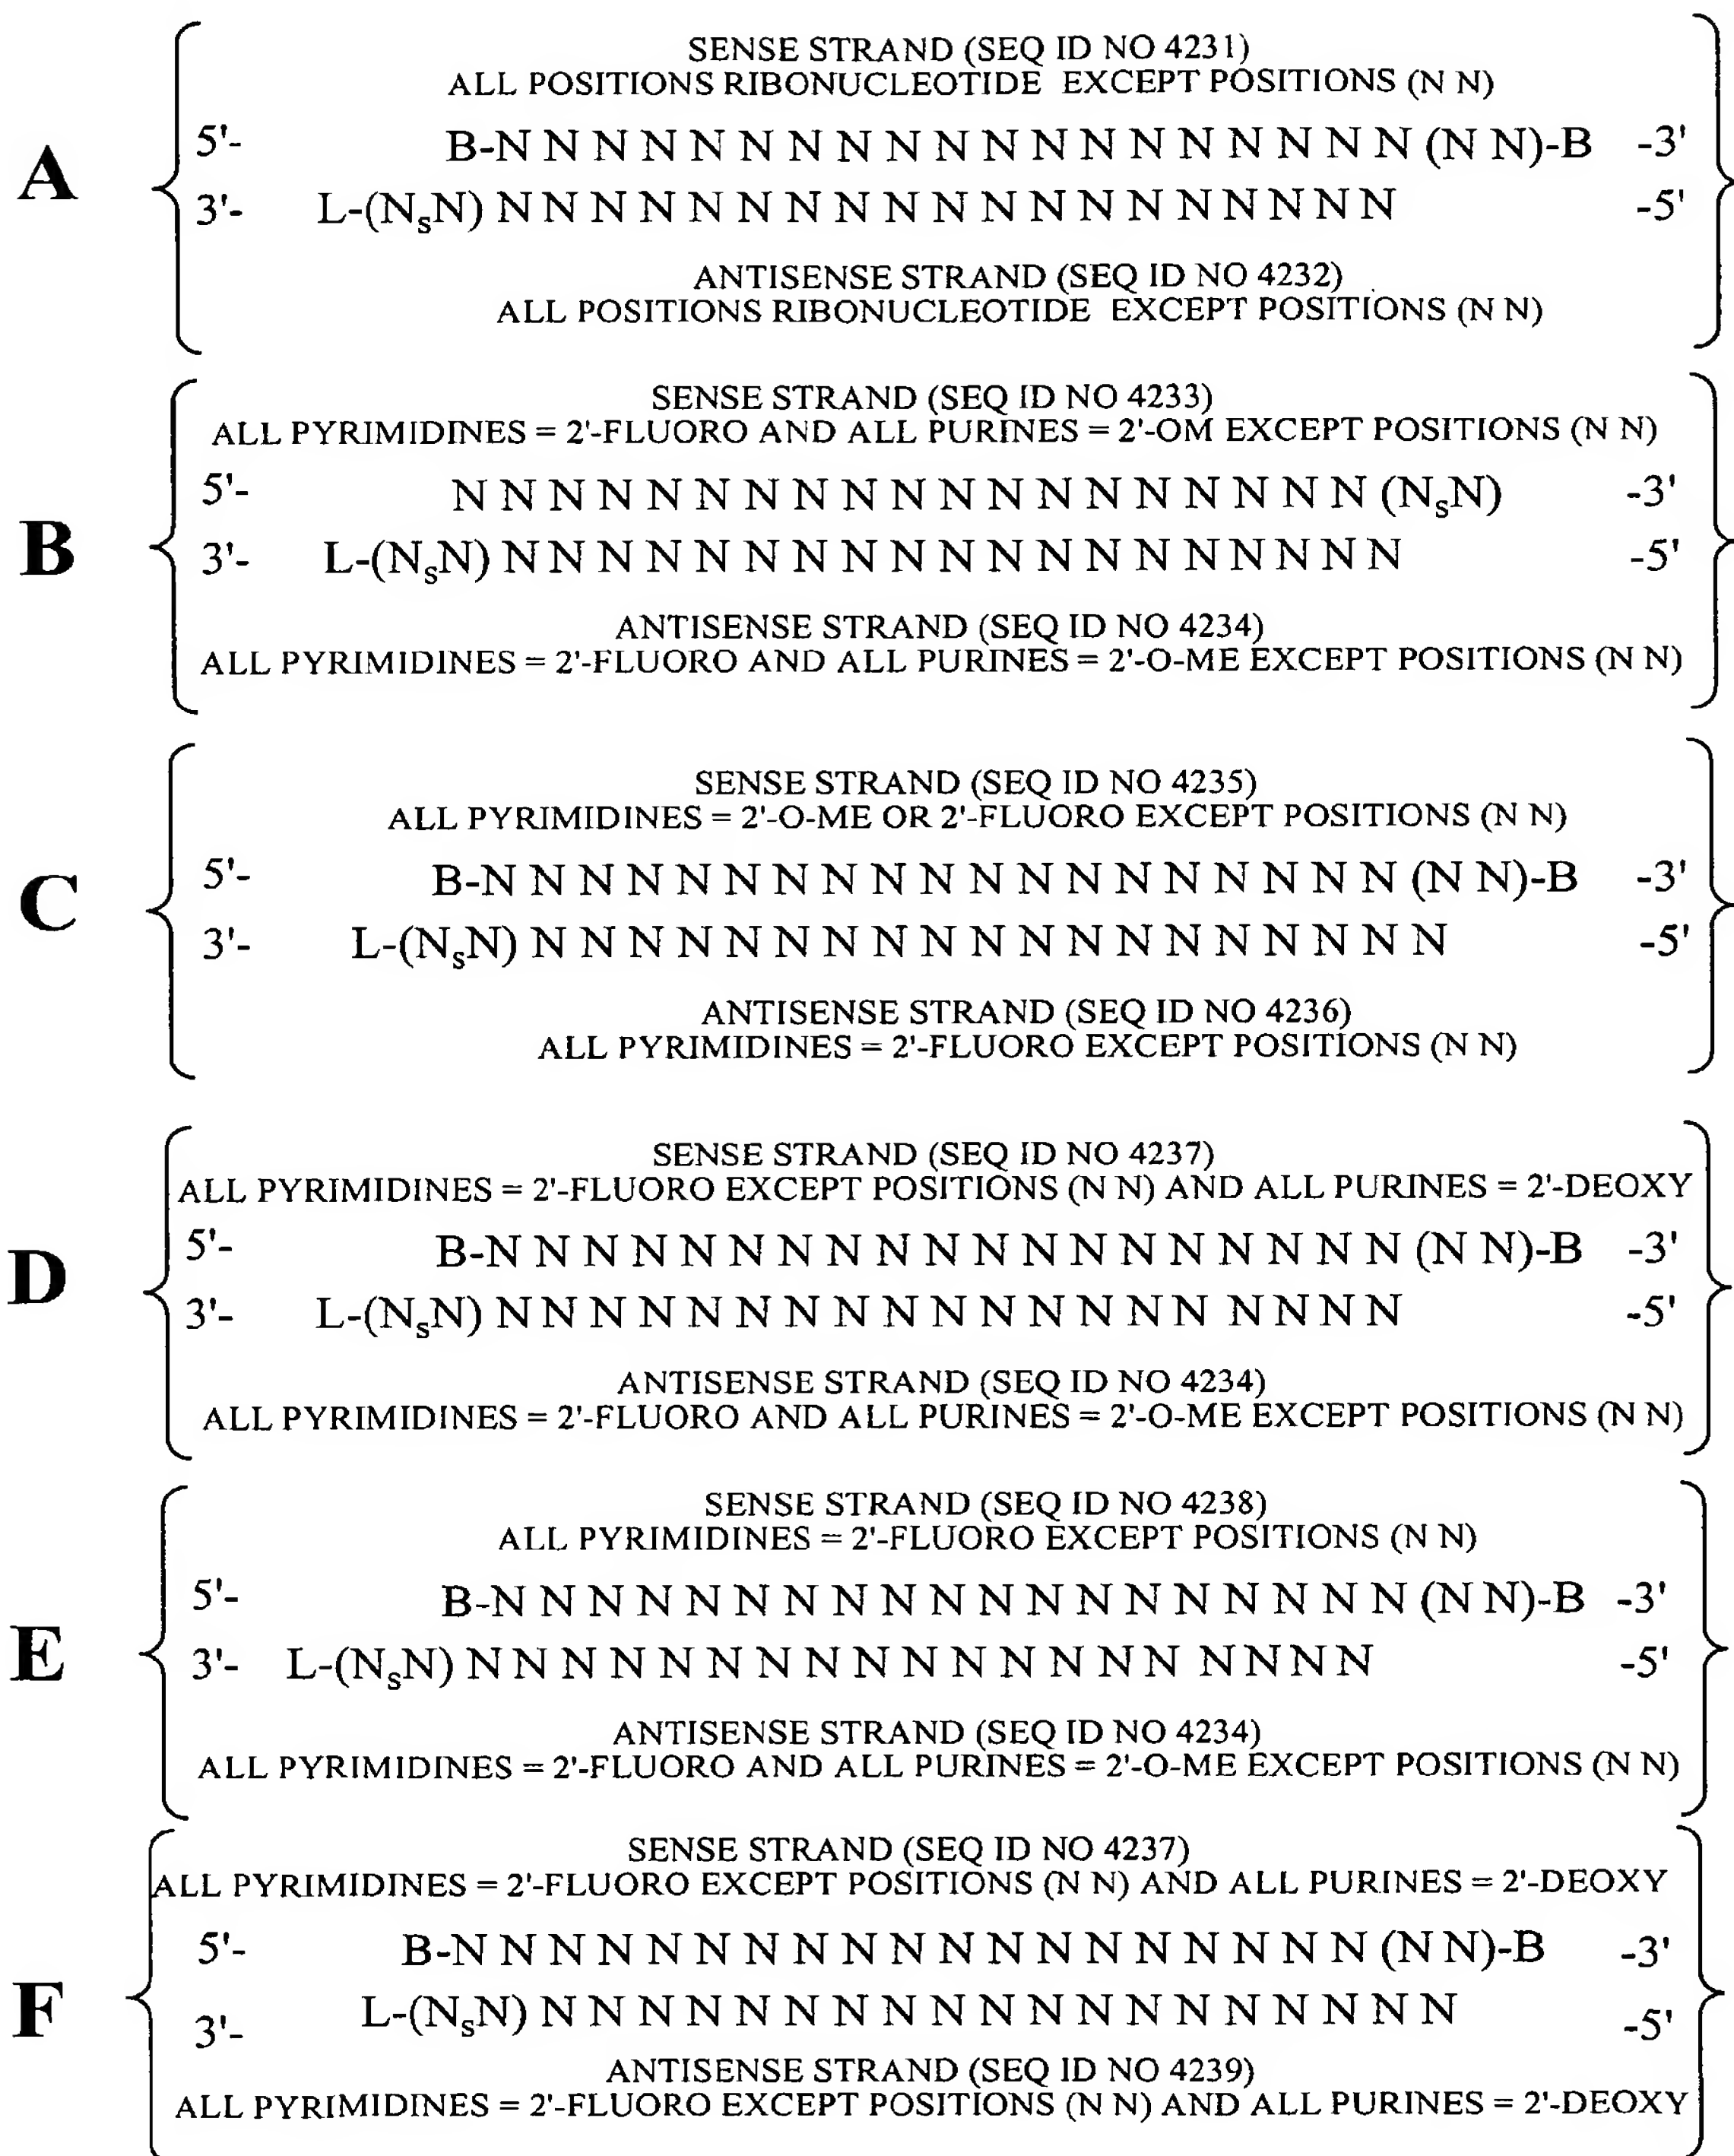 A
SENSE STRAND (SEQ ID NO 4231)
ALL POSITIONS RIBONUCLEOTIDE EXCEPT POSITIONS (N N)
5'- B-N N N N N N N N N N N N N N N N N N N (N N)-B -3'
3'- L-(NsN) N N N N N N N N N N N N N N N N N N N -5'
ANTISENSE STRAND (SEQ ID NO 4232)
ALL POSITIONS RIBONUCLEOTIDE EXCEPT POSITIONS (N N)
B
SENSE STRAND (SEQ ID NO 4233)
ALL PYRIMIDINES = 2'-FLUORO AND ALL PURINES = 2'-OM EXCEPT POSITIONS (N N)
5'- N N N N N N N N N N N N N N N N N N N (NsN) -3'
3'- L-(NsN) N N N N N N N N N N N N N N N N N N N -5'
ANTISENSE STRAND (SEQ ID NO 4234)
ALL PYRIMIDINES = 2'-FLUORO AND ALL PURINES = 2'-O-ME EXCEPT POSITIONS (N N)
C
SENSE STRAND (SEQ ID NO 4235)
ALL PYRIMIDINES = 2'-O-ME OR 2'-FLUORO EXCEPT POSITIONS (N N)
5'- B-N N N N N N N N N N N N N N N N N N N (N N)-B -3'
3'- L-(NsN) N N N N N N N N N N N N N N N N N N N -5'
ANTISENSE STRAND (SEQ ID NO 4236)
ALL PYRIMIDINES = 2'-FLUORO EXCEPT POSITIONS (N N)
D
SENSE STRAND (SEQ ID NO 4237)
ALL PYRIMIDINES = 2'-FLUORO EXCEPT POSITIONS (N N) AND ALL PURINES = 2'-DEOXY
5'- B-N N N N N N N N N N N N N N N N N N N (N N)-B -3'
3'- L-(NsN) N N N N N N N N N N N N N N N N N N N -5'
ANTISENSE STRAND (SEQ ID NO 4234)
ALL PYRIMIDINES = 2'-FLUORO AND ALL PURINES = 2'-O-ME EXCEPT POSITIONS (N N)
E
SENSE STRAND (SEQ ID NO 4238)
ALL PYRIMIDINES = 2'-FLUORO EXCEPT POSITIONS (N N)
5'- B-N N N N N N N N N N N N N N N N N N N (N N)-B -3'
3'- L-(NsN) N N N N N N N N N N N N N N N N N N N -5'
ANTISENSE STRAND (SEQ ID NO 4234)
ALL PYRIMIDINES = 2'-FLUORO AND ALL PURINES = 2'-O-ME EXCEPT POSITIONS (N N)
F
SENSE STRAND (SEQ ID NO 4237)
ALL PYRIMIDINES = 2'-FLUORO EXCEPT POSITIONS (N N) AND ALL PURINES = 2'-DEOXY
5'- B-N N N N N N N N N N N N N N N N N N N (N N)-B -3'
3'- L-(NsN) N N N N N N N N N N N N N N N N N N N -5'
ANTISENSE STRAND (SEQ ID NO 4239)
ALL PYRIMIDINES = 2'-FLUORO EXCEPT POSITIONS (N N) AND ALL PURINES = 2'-DEOXY